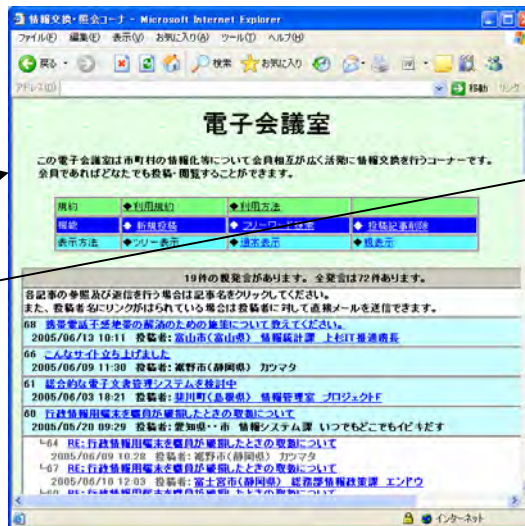 情報交換・照会コーナ - Microsoft Internet Explorer
ファイル(F) 編集(E) 表示(V) お気に入り(A) ツール(T) ヘルプ(H)
戻る 検索 お気に入り
アドレス(D) 移動 リンク
電子会議室
この電子会議室は市町村の情報化等について会員相互が広く活発に情報交換を行うコーナーです。
会員であればどなたでも投稿・閲覧することができます。
規約 ◆利用規約 ◆利用方法
機能 ◆ 新規投稿 ◆ フリーワード検索 ◆ 投稿記事削除
表示方法 ◆ツリー表示 ◆週末表示 ◆親表示
19件の親発言があります。 全発言は72件あります。
各記事の参照及び返信を行う場合は記事名をクリックしてください。
また、投稿者名にリンクがはられている場合は投稿者に対して直接メールを送信できます。
68 携帯電話不感地帯の解消のための施策について教えてください。
2005/06/13 10:11 投稿者:富山市(富山県) 情報統計課 上杉IT推進班長
66 こんなサイト立ち上げました
2005/06/09 11:30 投稿者:裾野市(静岡県) カツマタ
61 総合的な電子文書管理システムを検討中
2005/06/03 18:21 投稿者:斐川町(島根県) 情報管理室 プロジェクトF
60 行政情報用端末を職員が破損したときの取扱について
2005/05/20 09:29 投稿者:愛知県・・市 情報システム課 いつでもどこでもイビキだす
└64 RE:行政情報用端末を職員が破損したときの取扱について
2005/06/09 10:28 投稿者:裾野市(静岡県) カツマタ
└67 RE:行政情報用端末を職員が破損したときの取扱について
2005/06/10 12:03 投稿者:富士宮市(静岡県) 総務部情報政策課 エンドウ
インターネット